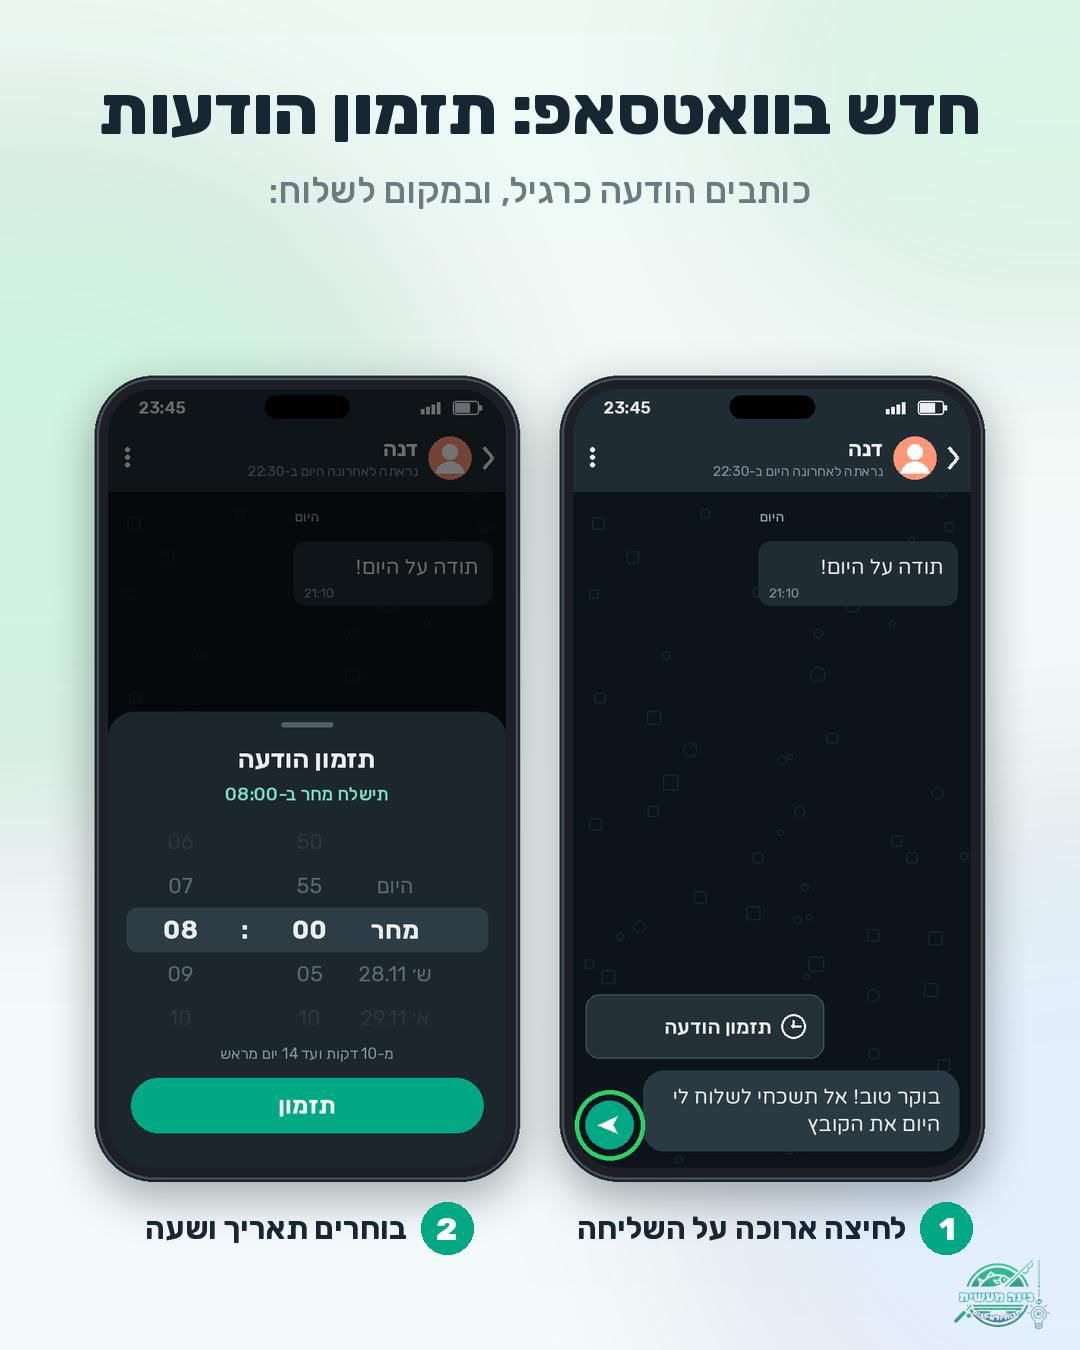 חדש בוואטסאפ: תזמון הודעות
כותבים הודעה כרגיל, ובמקום לשלוח:
23:45
דנה
נראתה לאחרונה היום ב-22:30
היום
תודה על היום!
21:10
תזמון הודעה
בוקר טוב! אל תשכחי לשלוח לי
היום את הקובץ
1 לחיצה ארוכה על השליחה
23:45
דנה
נראתה לאחרונה היום ב-22:30
היום
תודה על היום!
21:10
תזמון הודעה
תישלח מחר ב-08:00
50 06
היום 55 07
מחר 00 : 08
ש׳ 28.11 05 09
א׳ 29.11 10 10
מ-10 דקות ועד 14 יום מראש
תזמון
2 בוחרים תאריך ושעה
בינה מעשית